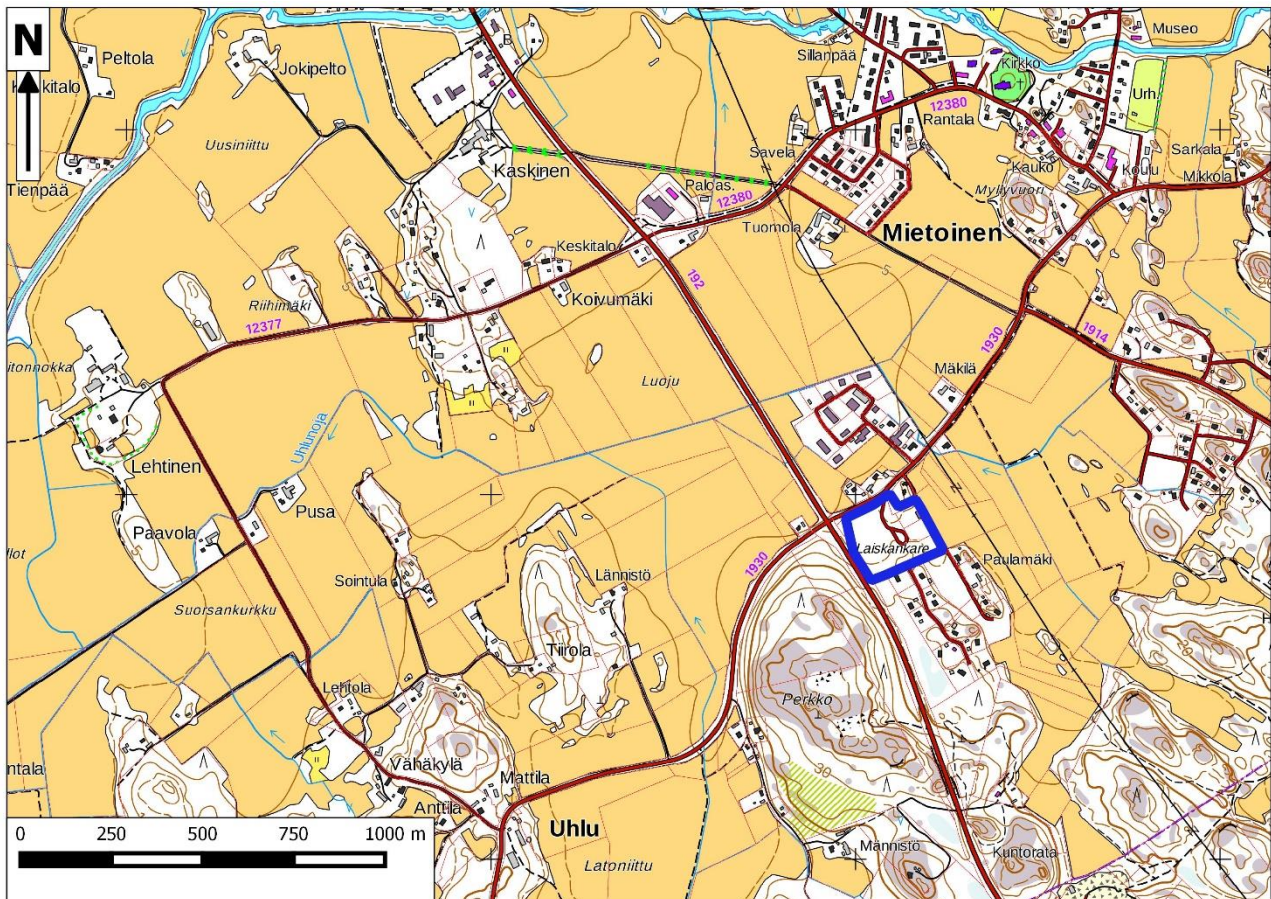 N
Peltola
Jokipelto
Tienpää
Uusiniittu
Kaskinen
Sillanpää
Kirkko
Museo
12380
Rantala
Urh.
Savela
Kauko
Koulu
Sarkala
Mikkola
Myllyvuori
Paloas.
12380
Tuomola
Mietoinen
Keskitalo
Koivumäki
192
Riihimäki
12377
Luoju
Mäkilä
1930
1914
Uhlunoja
Lehtinen
Paavola
Pusa
Laiskankare
Paulamäki
Sointula
Lännistö
1930
Suorsankurkku
Tiirola
Perkko
Lehtola
Vähäkylä
Mattila
Anttila
30
Uhlu
Latoniittu
Männistö
Kuntorata
0 250 500 750 1000 m